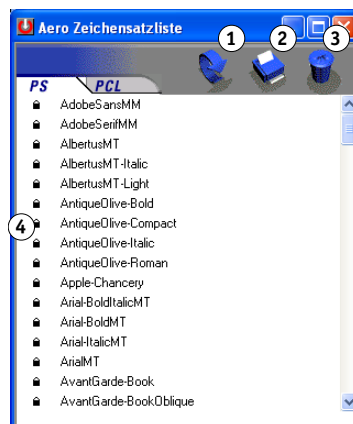 Aero Zeichensatzliste
1 2 3
PS PCL
AdobeSansMM
AdobeSerifMM
AlbertusMT
AlbertusMT-Italic
AlbertusMT-Light
AntiqueOlive-Bold
4 AntiqueOlive-Compact
AntiqueOlive-Italic
AntiqueOlive-Roman
Apple-Chancery
Arial-BoldItalicMT
Arial-BoldMT
Arial-ItalicMT
ArialMT
AvantGarde-Book
AvantGarde-BookOblique